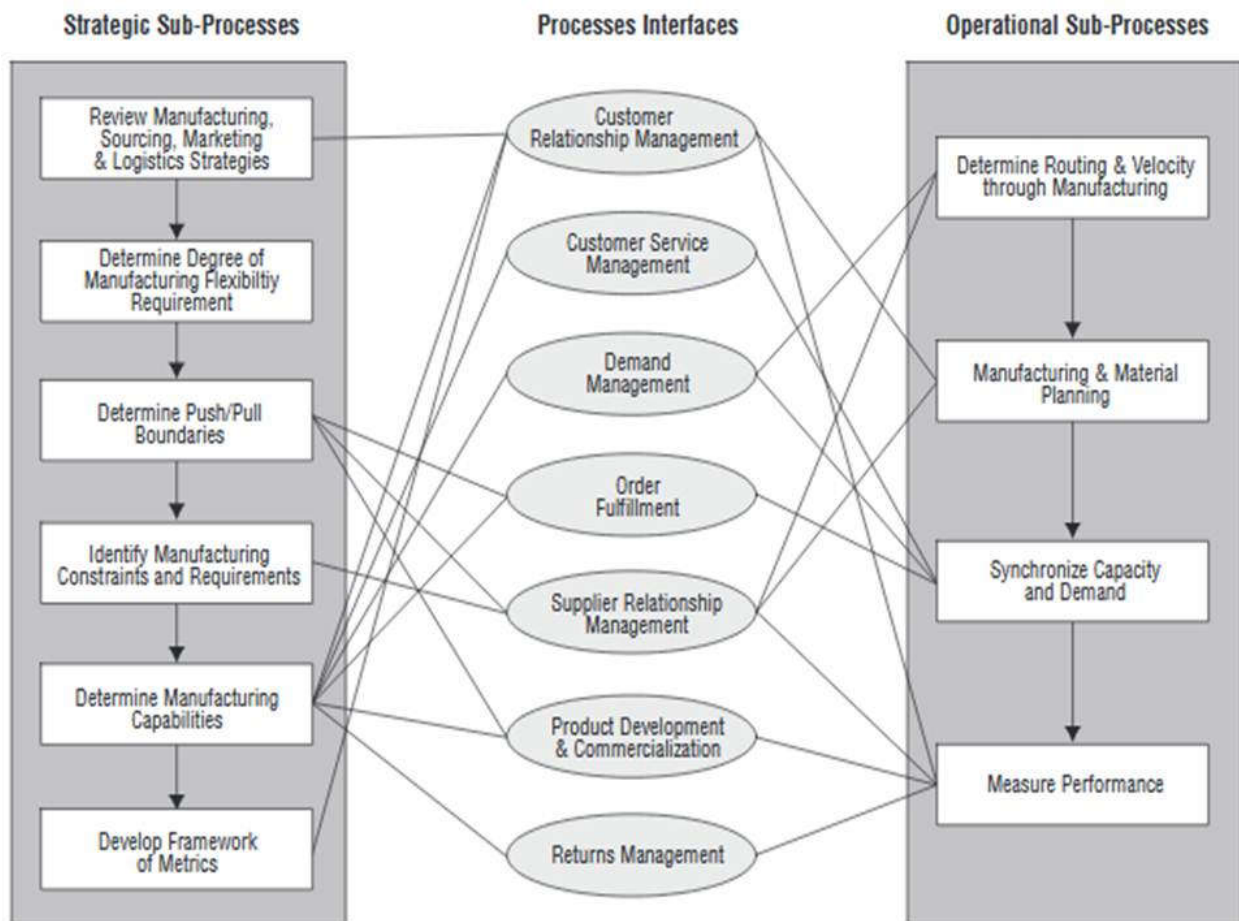 Strategic Sub-Processes
Processes Interfaces
Operational Sub-Processes
Review Manufacturing,
Sourcing, Marketing
& Logistics Strategies
Determine Degree of
Manufacturing Flexibiltiy
Requirement
Determine Push/Pull
Boundaries
Identify Manufacturing
Constraints and Requirements
Determine Manufacturing
Capabilities
Develop Framework
of Metrics
Customer
Relationship Management
Customer Service
Management
Demand
Management
Order
Fulfillment
Supplier Relationship
Management
Product Development
& Commercialization
Returns Management
Determine Routing & Velocity
through Manufacturing
Manufacturing & Material
Planning
Synchronize Capacity
and Demand
Measure Performance